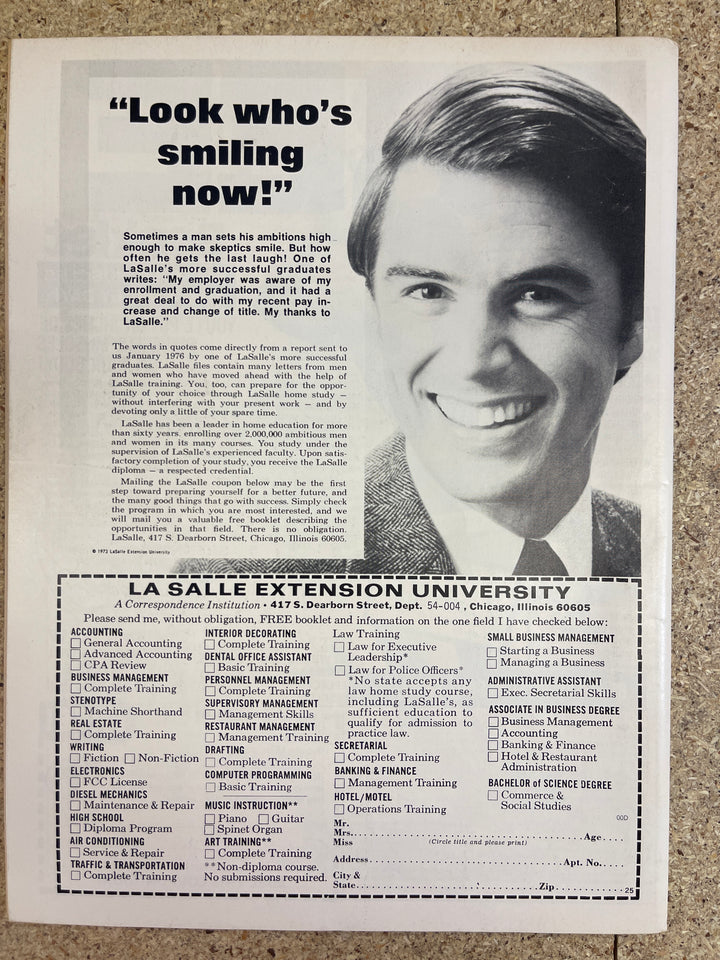 “Look who's
smiling
now!”
Sometimes a man sets his ambitions high
enough to make skeptics smile. But how
often he gets the last laugh! One of
LaSalle's more successful graduates
writes: “My employer was aware of my
enrollment and graduation, and it had a
great deal to do with my recent pay in-
crease and change of title. My thanks to
LaSalle.”
The words in quotes come directly from a report sent to
us January 1976 by one of LaSalle's more successful
graduates. LaSalle files contain many letters from men
and women who have moved ahead with the help of
LaSalle training. You, too, can prepare for the oppor-
tunity of your choice through LaSalle home study —
without interfering with your present work — and by
devoting only a little of your spare time.
LaSalle has been a leader in home education for more
than sixty years, enrolling over 2,000,000 ambitious men
and women in its many courses. You study under the
supervision of LaSalle's experienced faculty. Upon satis-
factory completion of your study, you receive the LaSalle
diploma — a respected credential.
Mailing the LaSalle coupon below may be the first
step toward preparing yourself for a better future, and
the many good things that go with success. Simply check
the program in which you are most interested, and we
will mail you a valuable free booklet describing the
opportunities in that field. There is no obligation.
LaSalle, 417 S. Dearborn Street, Chicago, Illinois 60605.
© 1973 LaSalle Extension University
LA SALLE EXTENSION UNIVERSITY
A Correspondence Institution • 417 S. Dearborn Street, Dept. 54-004 , Chicago, Illinois 60605
Please send me, without obligation, FREE booklet and information on the one field I have checked below:
ACCOUNTING
General Accounting
Advanced Accounting
CPA Review
BUSINESS MANAGEMENT
Complete Training
STENOTYPE
Machine Shorthand
REAL ESTATE
Complete Training
WRITING
Fiction Non-Fiction
ELECTRONICS
FCC License
DIESEL MECHANICS
Maintenance & Repair
HIGH SCHOOL
Diploma Program
AIR CONDITIONING
Service & Repair
TRAFFIC & TRANSPORTATION
Complete Training
INTERIOR DECORATING
Complete Training
DENTAL OFFICE ASSISTANT
Basic Training
PERSONNEL MANAGEMENT
Complete Training
SUPERVISORY MANAGEMENT
Management Skills
RESTAURANT MANAGEMENT
Management Training
DRAFTING
Complete Training
COMPUTER PROGRAMMING
Basic Training
MUSIC INSTRUCTION**
Piano Guitar
Spinet Organ
ART TRAINING**
Complete Training
**Non-diploma course.
No submissions required.
Law Training
Law for Executive
Leadership*
Law for Police Officers*
*No state accepts any
law home study course,
including LaSalle's, as
sufficient education to
qualify for admission to
practice law.
SECRETARIAL
Complete Training
BANKING & FINANCE
Management Training
HOTEL/MOTEL
Operations Training
SMALL BUSINESS MANAGEMENT
Starting a Business
Managing a Business
ADMINISTRATIVE ASSISTANT
Exec. Secretarial Skills
ASSOCIATE IN BUSINESS DEGREE
Business Management
Accounting
Banking & Finance
Hotel & Restaurant
Administration
BACHELOR of SCIENCE DEGREE
Commerce &
Social Studies
Mr.
Mrs. Age
Miss (Circle title and please print)
Address Apt. No.
City &
State Zip 25